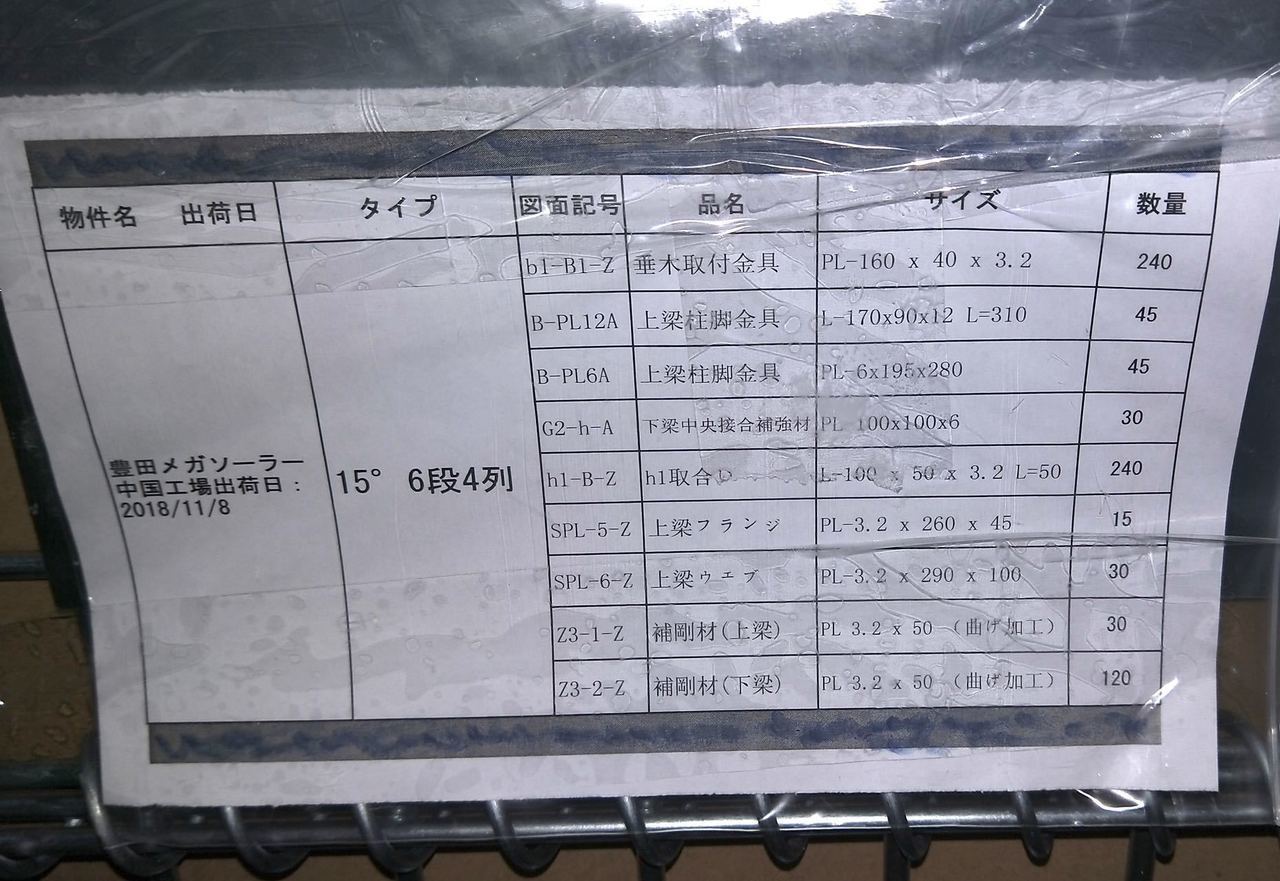 物件名 出荷日 タイプ 図面記号 品名 サイズ 数量
b1-B1-Z 垂木取付金具 PL-160 x 40 x 3.2 240
B-PL12A 上梁柱脚金具 L-170x90x12 L=310 45
B-PL6A 上梁柱脚金具 PL-6x195x280 45
G2-h-A 下梁中央接合補強材 PL 100x100x6 30
豊田メガソーラー
中国工場出荷日：
2018/11/8
15° 6段4列
h1-B-Z h1取合い L-100 x 50 x 3.2 L=50 240
SPL-5-Z 上梁フランジ PL-3.2 x 260 x 45 15
SPL-6-Z 上梁ウエブ PL-3.2 x 290 x 100 30
Z3-1-Z 補剛材(上梁) PL 3.2 x 50 (曲げ加工) 30
Z3-2-Z 補剛材(下梁) PL 3.2 x 50 (曲げ加工) 120